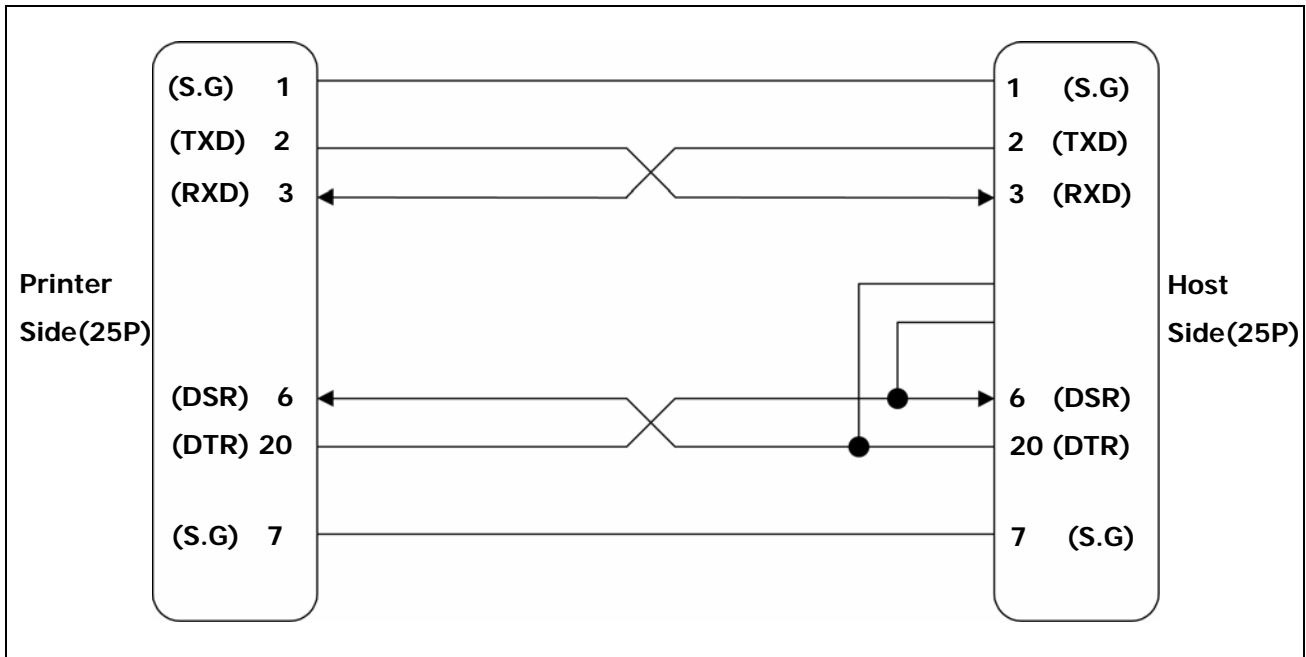 (S.G) 1
1 (S.G)
(TXD) 2
2 (TXD)
(RXD) 3
3 (RXD)
Printer
Side(25P)
Host
Side(25P)
(DSR) 6
6 (DSR)
(DTR) 20
20 (DTR)
(S.G) 7
7 (S.G)